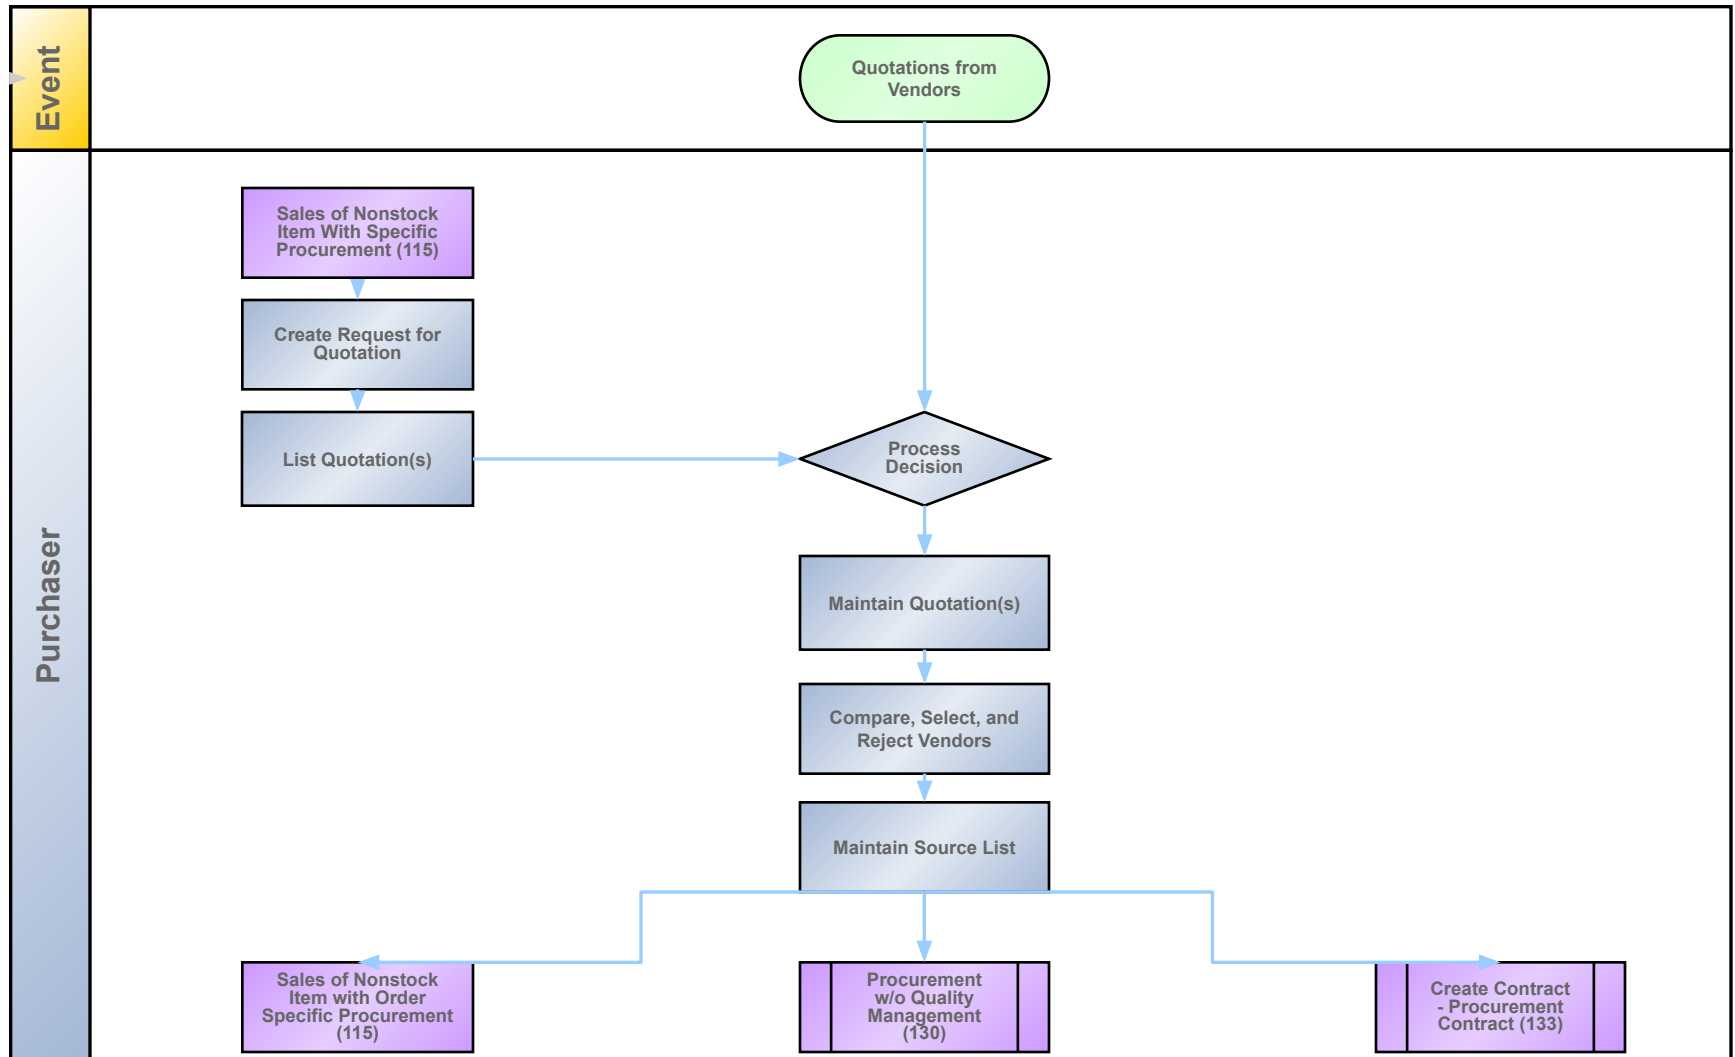 Event
Quotations from
Vendors
Purchaser
Sales of Nonstock
Item With Specific
Procurement (115)
Create Request for
Quotation
List Quotation(s)
Process
Decision
Maintain Quotation(s)
Compare, Select, and
Reject Vendors
Maintain Source List
Sales of Nonstock
Item with Order
Specific Procurement
(115)
Procurement
w/o Quality
Management
(130)
Create Contract
- Procurement
Contract (133)